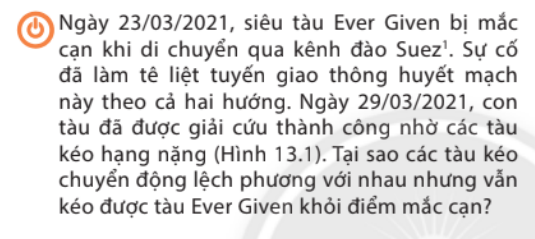 Ngày 23/03/2021, siêu tàu Ever Given bị mắc
cạn khi di chuyển qua kênh đào Suez¹. Sự cố
đã làm tê liệt tuyến giao thông huyết mạch
này theo cả hai hướng. Ngày 29/03/2021, con
tàu đã được giải cứu thành công nhờ các tàu
kéo hạng nặng (Hình 13.1). Tại sao các tàu kéo
chuyển động lệch phương với nhau nhưng vẫn
kéo được tàu Ever Given khỏi điểm mắc cạn?